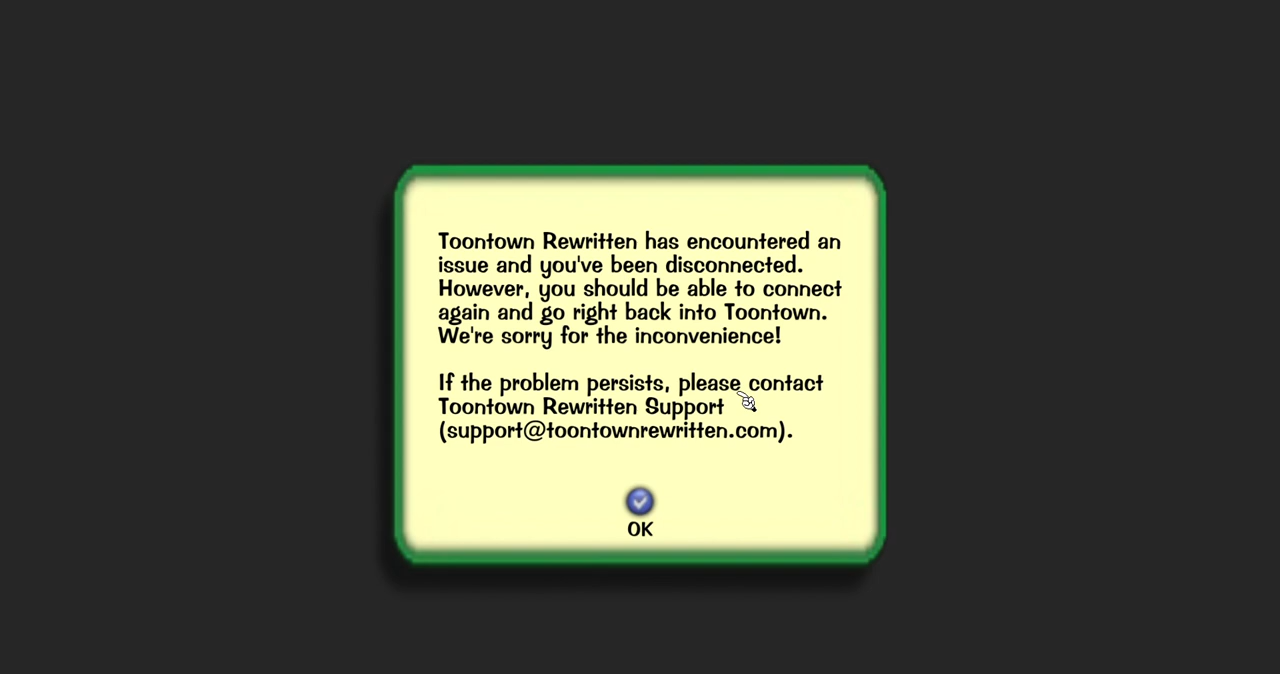 Toontown Rewritten has encountered an
issue and you've been disconnected.
However, you should be able to connect
again and go right back into Toontown.
We're sorry for the inconvenience!
If the problem persists, please contact
Toontown Rewritten Support
(support@toontownrewritten.com).
OK